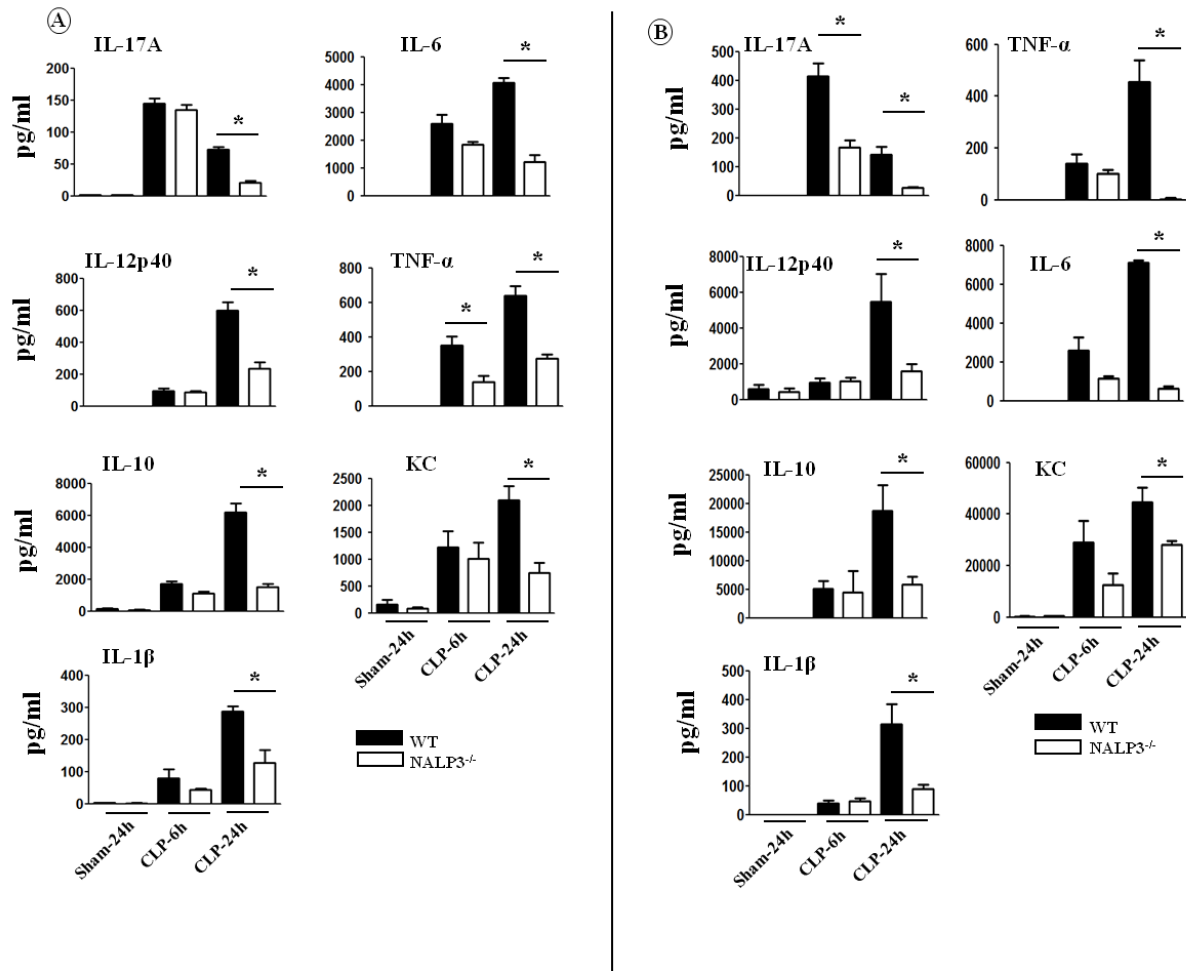 A
IL-17A
pg/ml
200
150
100
50
0
*
IL-6
5000
4000
3000
2000
1000
0
*
IL-12p40
pg/ml
800
600
400
200
0
*
TNF-α
800
600
400
200
0
*
*
IL-10
pg/ml
8000
6000
4000
2000
0
*
KC
2500
2000
1500
1000
500
0
*
Sham-24h
CLP-6h
CLP-24h
IL-1β
pg/ml
400
300
200
100
0
*
Sham-24h
CLP-6h
CLP-24h
WT
NALP3-/-
B
IL-17A
pg/ml
500
400
300
200
100
0
*
*
TNF-α
600
400
200
0
*
IL-12p40
pg/ml
8000
6000
4000
2000
0
*
IL-6
8000
6000
4000
2000
0
*
IL-10
pg/ml
25000
20000
15000
10000
5000
0
*
KC
60000
40000
20000
0
*
Sham-24h
CLP-6h
CLP-24h
IL-1β
pg/ml
500
400
300
200
100
0
*
Sham-24h
CLP-6h
CLP-24h
WT
NALP3-/-